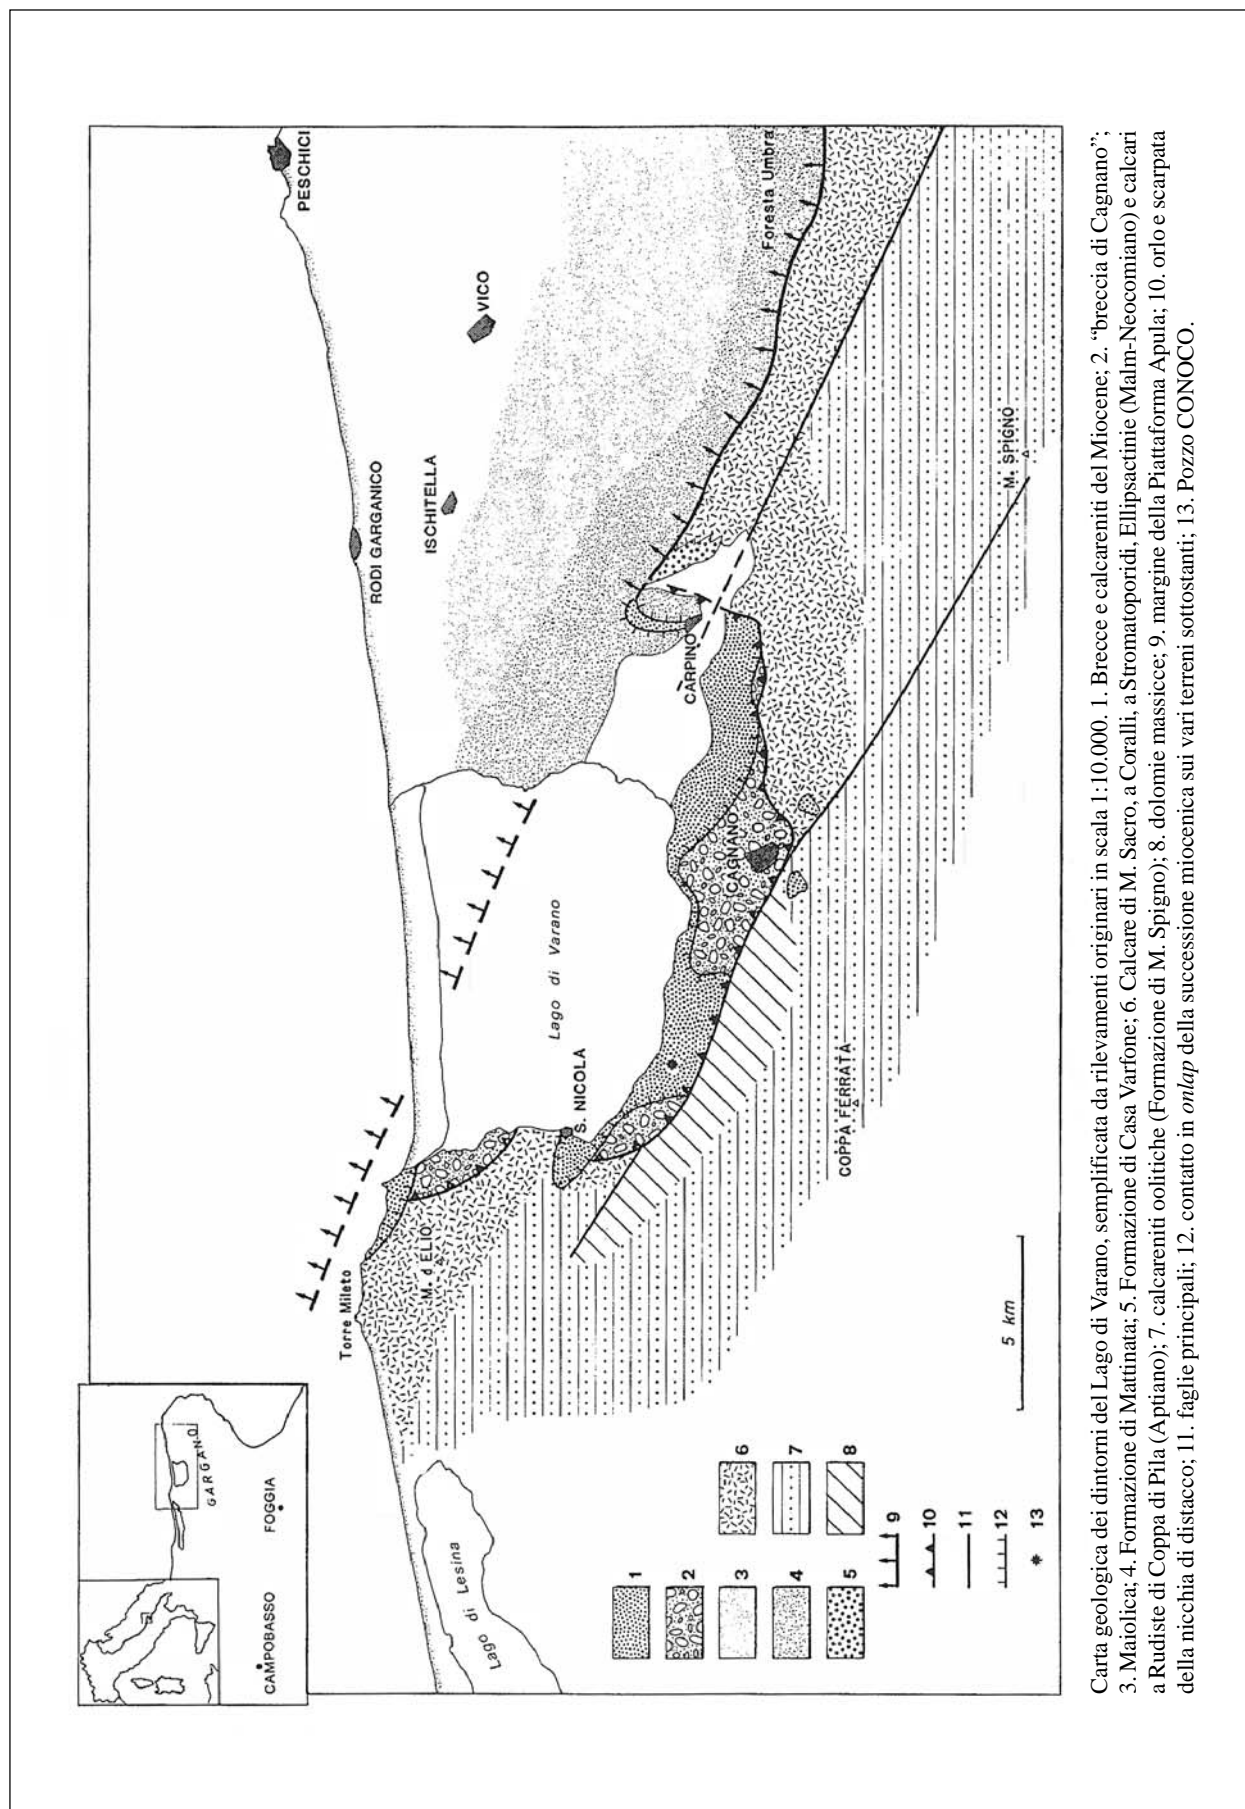 PESCHICI
Foresta Umbra
VICO
RODI GARGANICO
ISCHITELLA
M. SPIGNO
CARPINO
CAGNANO
Lago di Varano
S. NICOLA
COPPA FERRATA
M. d ELIO
Torre Mileto
5 km
GARGANO
FOGGIA
CAMPOBASSO
Lago di Lesina
1
2
3
4
5
6
7
8
9
10
11
12
13
Carta geologica dei dintorni del Lago di Varano, semplificata da rilevamenti originari in scala 1:10.000. 1. Brecce e calcareniti del Miocene; 2. “breccia di Cagnano”;
3. Maiolica; 4. Formazione di Mattinata; 5. Formazione di Casa Varfone; 6. Calcare di M. Sacro, a Coralli, a Stromatoporidi, Ellipsactinie (Malm-Neocomiano) e calcari
a Rudiste di Coppa di Pila (Aptiano); 7. calcareniti oolitiche (Formazione di M. Spigno); 8. dolomie massicce; 9. margine della Piattaforma Apula; 10. orlo e scarpata
della nicchia di distacco; 11. faglie principali; 12. contatto in onlap della successione miocenica sui vari terreni sottostanti; 13. Pozzo CONOCO.